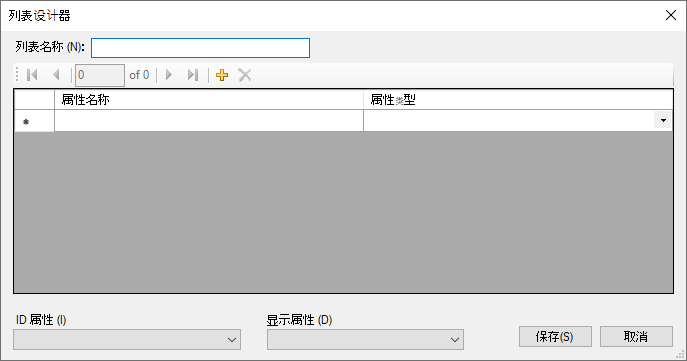 列表设计器
列表名称 (N):
0 of 0
属性名称 属性类型
ID 属性 (I) 显示属性 (D)
保存(S) 取消